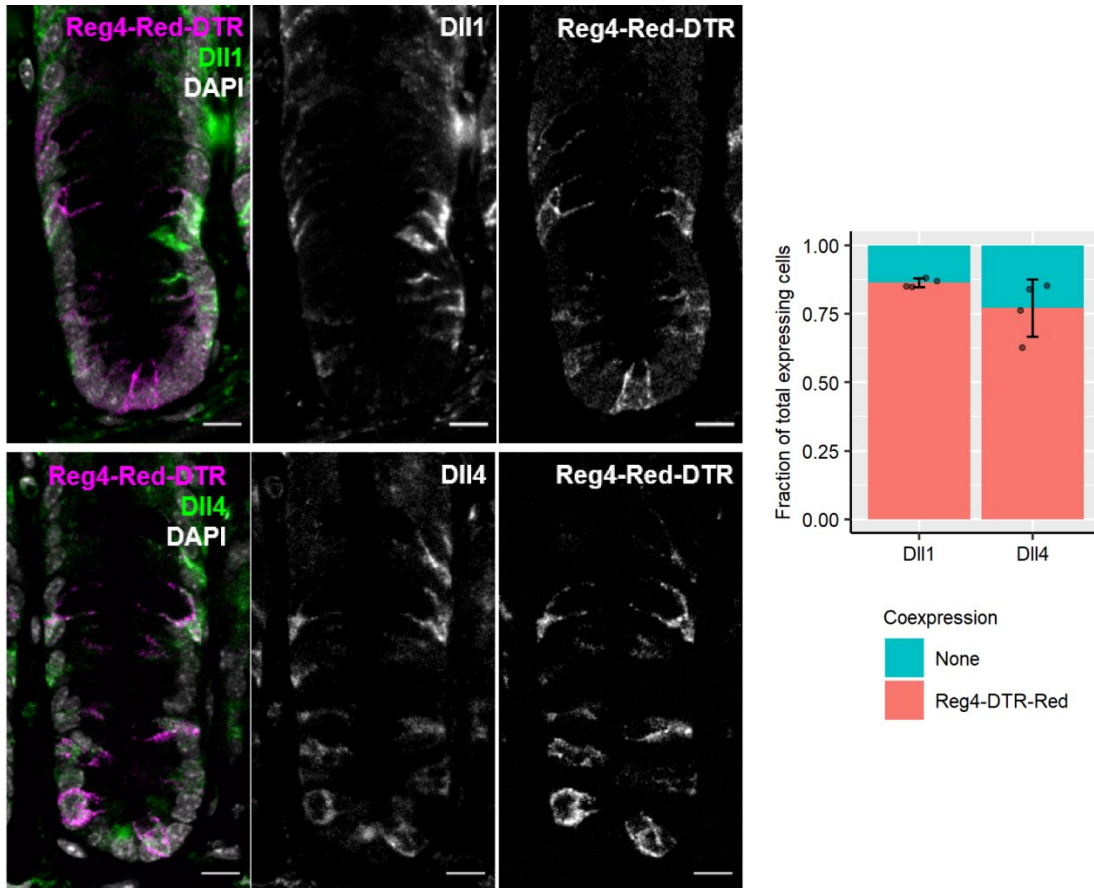 Reg4-Red-DTR
Dll1
DAPI
Dll1
Reg4-Red-DTR
Reg4-Red-DTR
Dll4
DAPI
Dll4
Reg4-Red-DTR
Fraction of total expressing cells
1.00
0.75
0.50
0.25
0.00
Dll1
Dll4
Coexpression
None
Reg4-DTR-Red